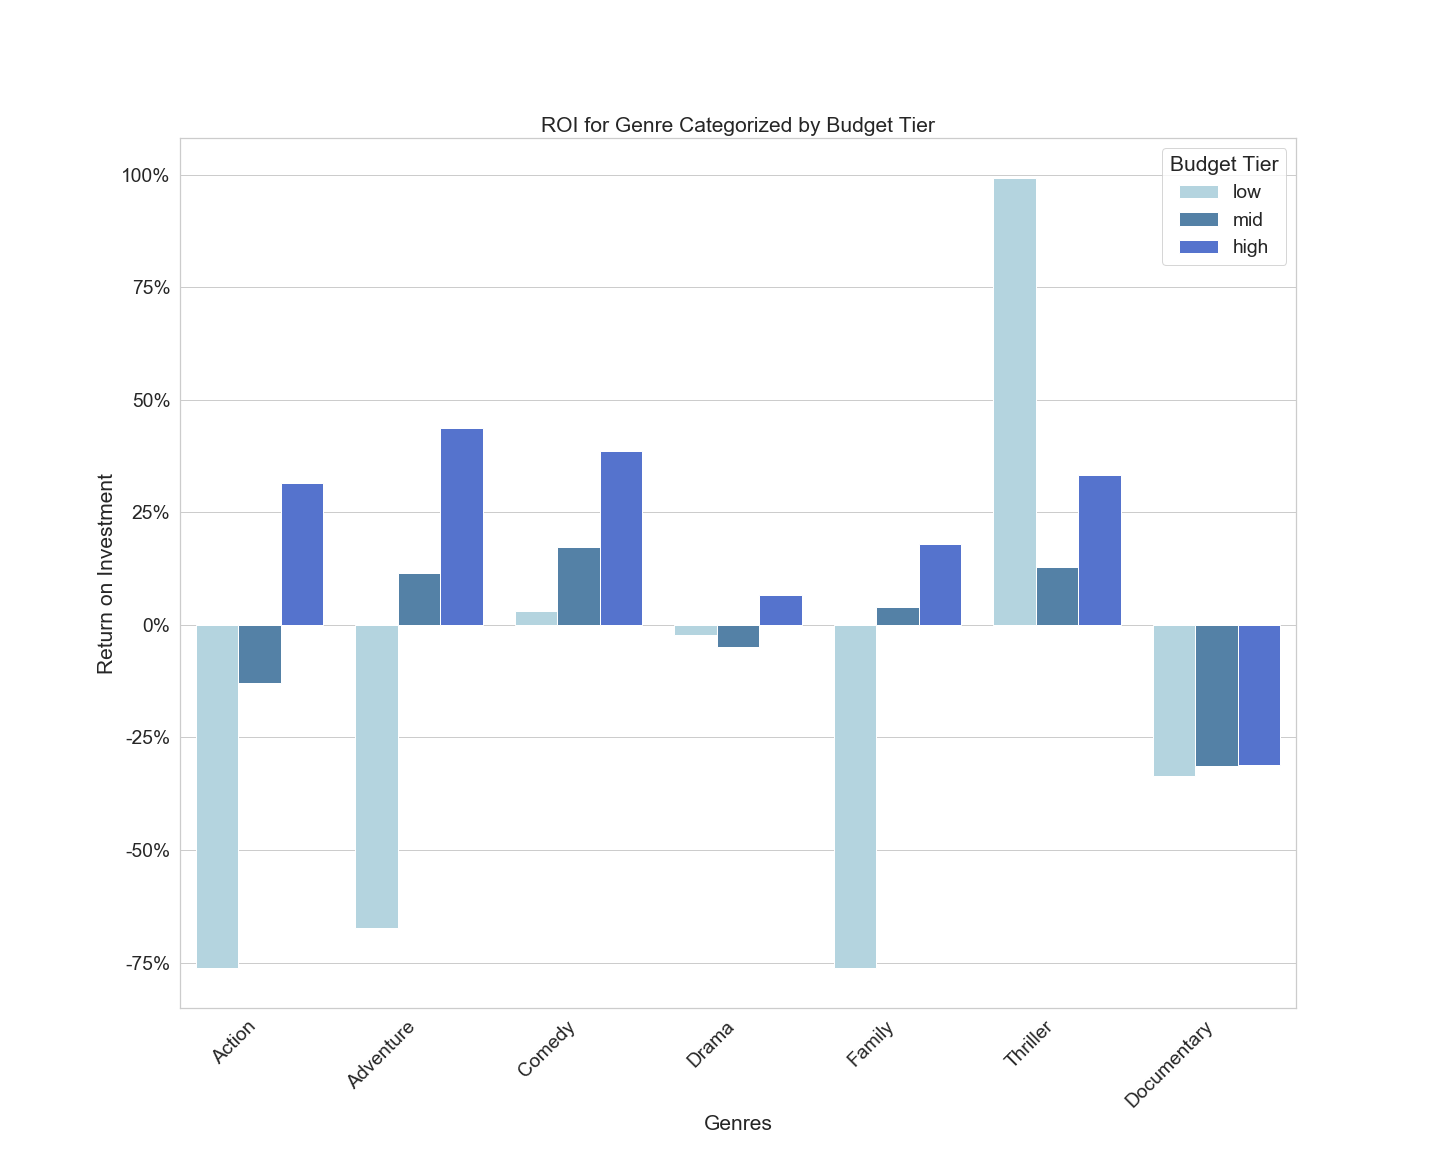 ROI for Genre Categorized by Budget Tier
Budget Tier
low
mid
high
100%
75%
50%
25%
0%
-25%
-50%
-75%
Return on Investment
Action
Adventure
Comedy
Drama
Family
Thriller
Documentary
Genres